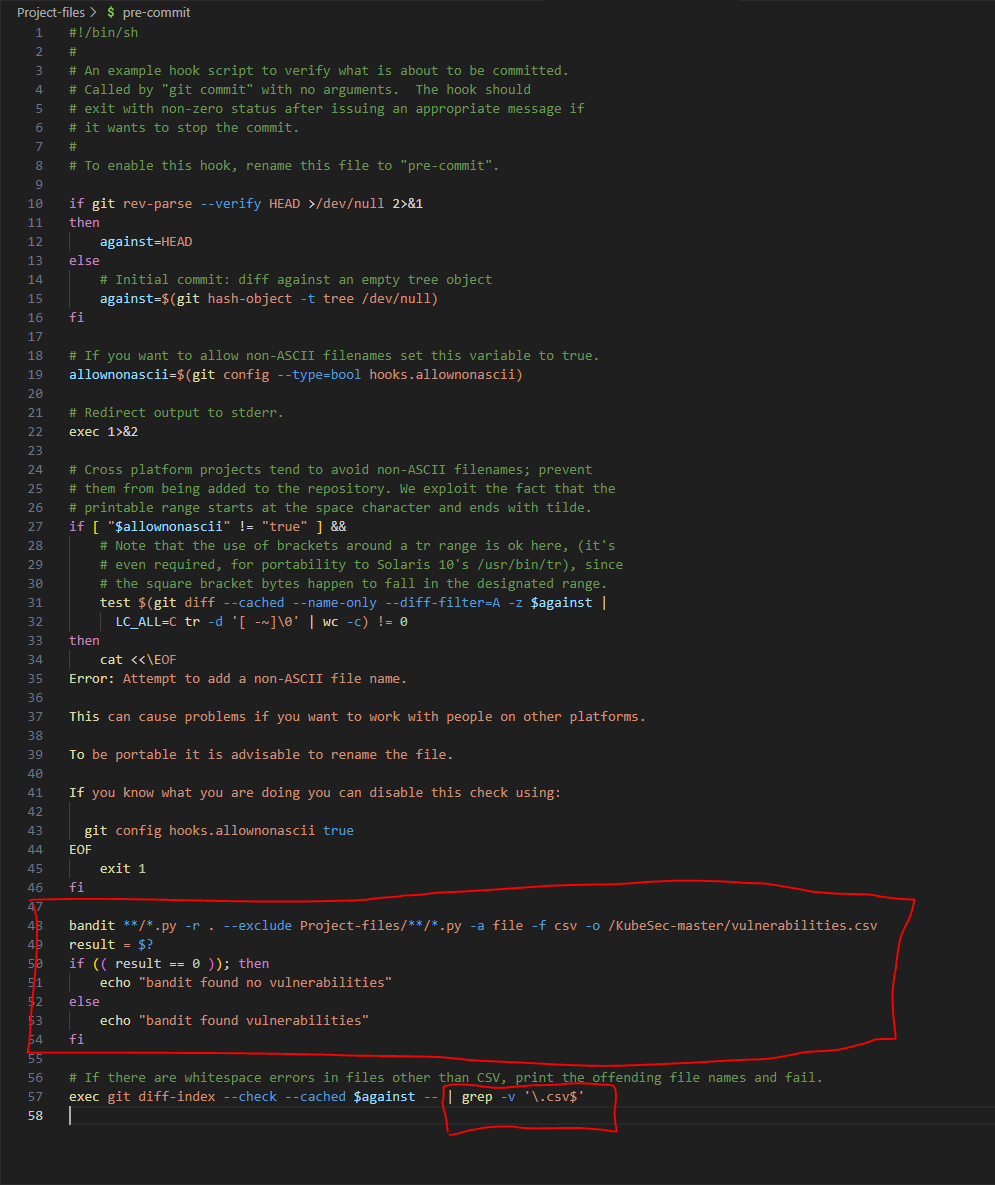 Project-files > $ pre-commit
1 #!/bin/sh
2 #
3 # An example hook script to verify what is about to be committed.
4 # Called by "git commit" with no arguments.  The hook should
5 # exit with non-zero status after issuing an appropriate message if
6 # it wants to stop the commit.
7 #
8 # To enable this hook, rename this file to "pre-commit".
9
10 if git rev-parse --verify HEAD >/dev/null 2>&1
11 then
12     against=HEAD
13 else
14     # Initial commit: diff against an empty tree object
15     against=$(git hash-object -t tree /dev/null)
16 fi
17
18 # If you want to allow non-ASCII filenames set this variable to true.
19 allownonascii=$(git config --type=bool hooks.allownonascii)
20
21 # Redirect output to stderr.
22 exec 1>&2
23
24 # Cross platform projects tend to avoid non-ASCII filenames; prevent
25 # them from being added to the repository. We exploit the fact that the
26 # printable range starts at the space character and ends with tilde.
27 if [ "$allownonascii" != "true" ] &&
28     # Note that the use of brackets around a tr range is ok here, (it's
29     # even required, for portability to Solaris 10's /usr/bin/tr), since
30     # the square bracket bytes happen to fall in the designated range.
31     test $(git diff --cached --name-only --diff-filter=A -z $against |
32       LC_ALL=C tr -d '[ -~]\0' | wc -c) != 0
33 then
34     cat <<\EOF
35 Error: Attempt to add a non-ASCII file name.
36
37 This can cause problems if you want to work with people on other platforms.
38
39 To be portable it is advisable to rename the file.
40
41 If you know what you are doing you can disable this check using:
42
43   git config hooks.allownonascii true
44 EOF
45     exit 1
46 fi
47
48 bandit **/*.py -r . --exclude Project-files/**/*.py -a file -f csv -o /KubeSec-master/vulnerabilities.csv
49 result = $?
50 if (( result == 0 )); then
51     echo "bandit found no vulnerabilities"
52 else
53     echo "bandit found vulnerabilities"
54 fi
55
56 # If there are whitespace errors in files other than CSV, print the offending file names and fail.
57 exec git diff-index --check --cached $against -- | grep -v '\.csv$'
58